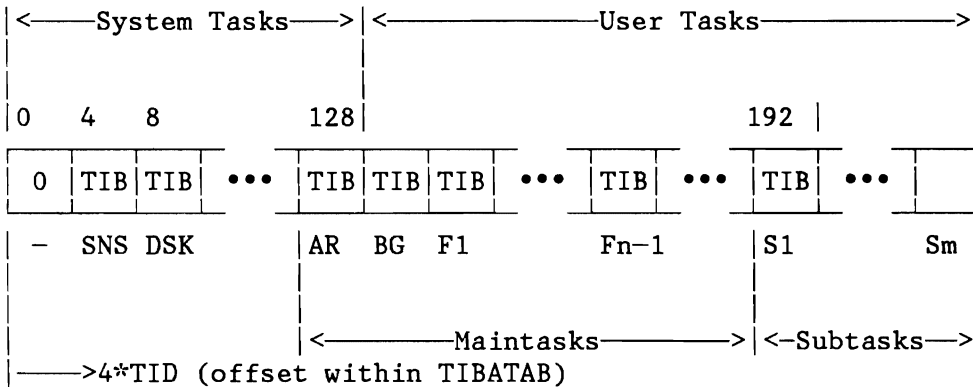 |<———System Tasks———>|<—————————User Tasks—————————>
0 4 8 128 192
0 TIB TIB ••• TIB TIB TIB ••• TIB ••• TIB •••
- SNS DSK AR BG F1 Fn-1 S1 Sm
|<———————Maintasks———————>|<-Subtasks—>
|———>4*TID (offset within TIBATAB)